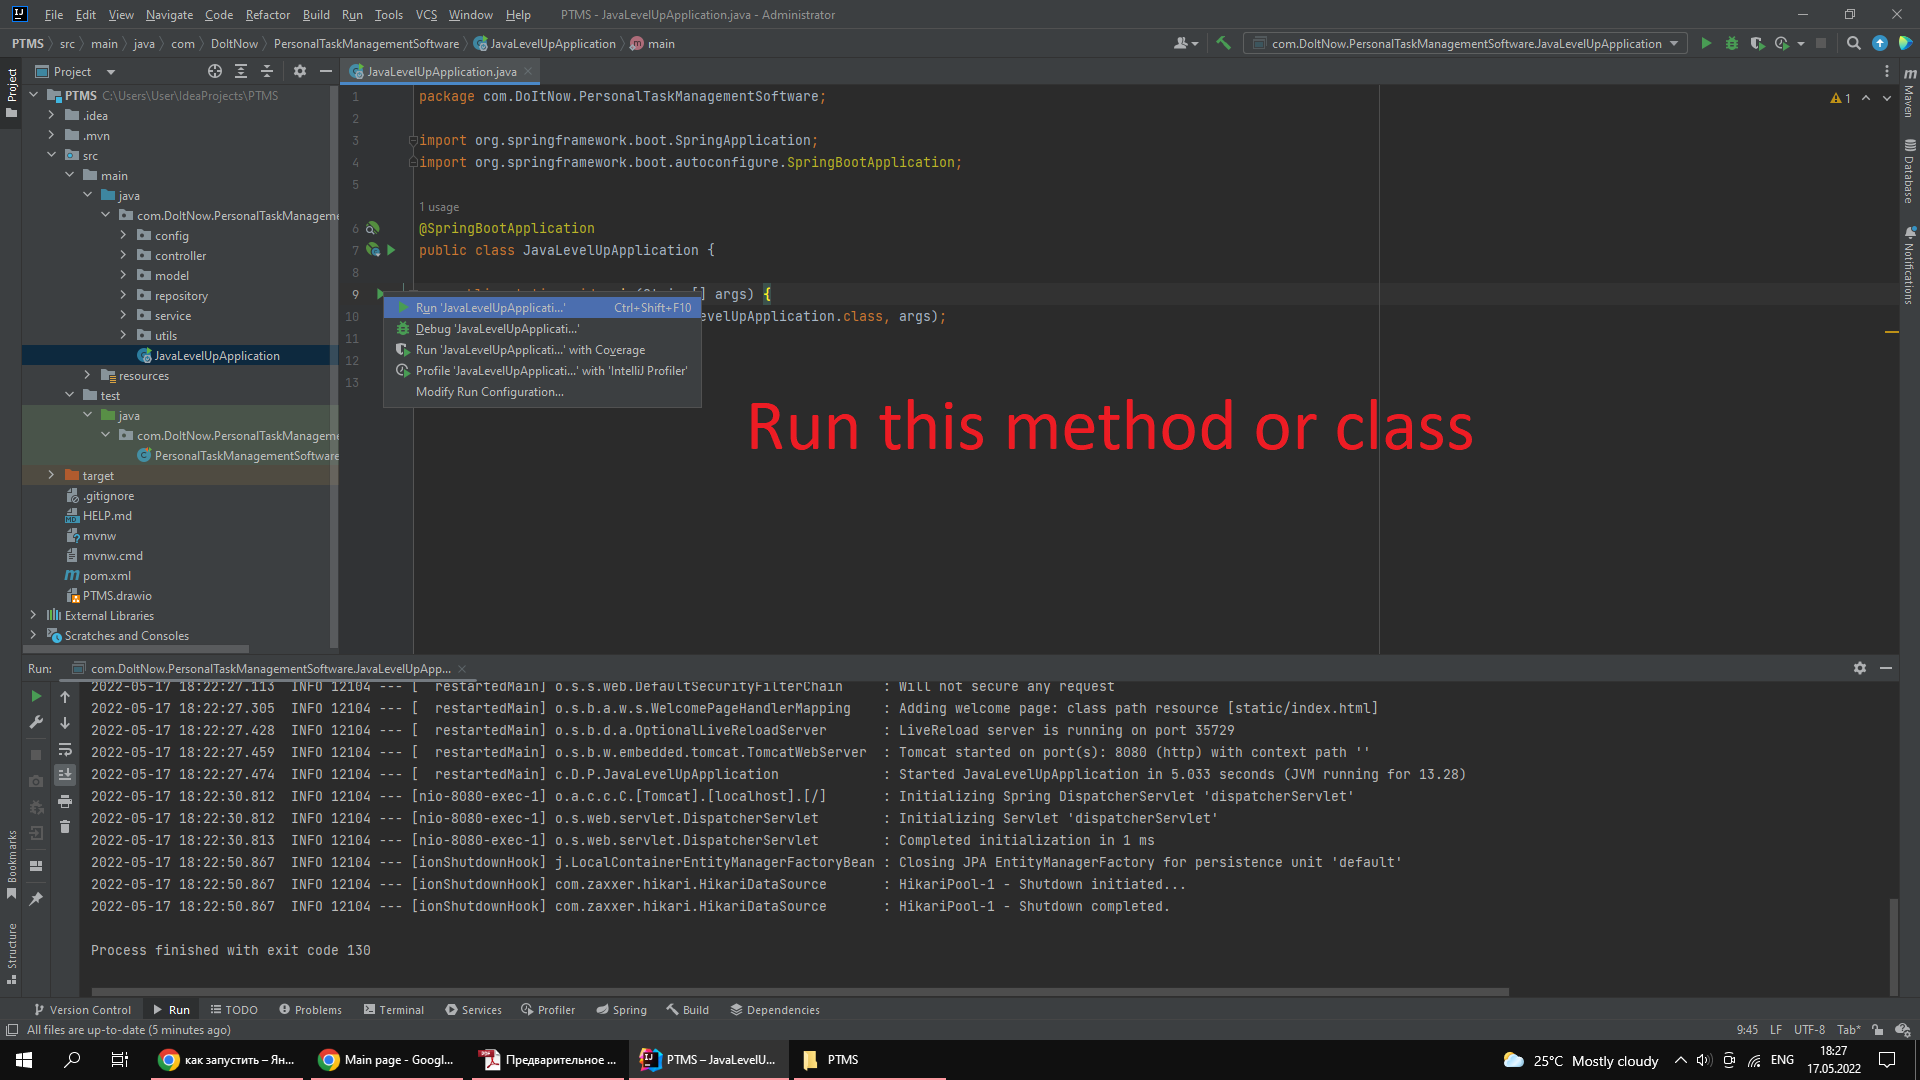 File Edit View Navigate Code Refactor Build Run Tools VCS Window Help PTMS - JavaLevelUpApplication.java - Administrator
PTMS src main java com DoItNow PersonalTaskManagementSoftware JavaLevelUpApplication main
com.DoItNow.PersonalTaskManagementSoftware.JavaLevelUpApplication
Project
JavaLevelUpApplication.java
PTMS C:\Users\User\IdeaProjects\PTMS
.idea
.mvn
src
main
java
com.DoItNow.PersonalTaskManageme
config
controller
model
repository
service
utils
JavaLevelUpApplication
resources
test
java
com.DoItNow.PersonalTaskManageme
PersonalTaskManagementSoftware
target
.gitignore
HELP.md
mvnw
mvnw.cmd
pom.xml
PTMS.drawio
External Libraries
Scratches and Consoles
1 package com.DoItNow.PersonalTaskManagementSoftware;
2
3 import org.springframework.boot.SpringApplication;
4 import org.springframework.boot.autoconfigure.SpringBootApplication;
5
1 usage
6 @SpringBootApplication
7 public class JavaLevelUpApplication {
8
9 [] args) {
10 evelUpApplication.class, args);
11
12
13
1
Run 'JavaLevelUpApplicati...' Ctrl+Shift+F10
Debug 'JavaLevelUpApplicati...'
Run 'JavaLevelUpApplicati...' with Coverage
Profile 'JavaLevelUpApplicati...' with 'IntelliJ Profiler'
Modify Run Configuration...
Run this method or class
Project
Bookmarks
Structure
Maven
Database
Notifications
Run: com.DoItNow.PersonalTaskManagementSoftware.JavaLevelUpApp...
2022-05-17 18:22:27.113 INFO 12104 --- [ restartedMain] o.s.s.web.DefaultSecurityFilterChain : Will not secure any request
2022-05-17 18:22:27.305 INFO 12104 --- [ restartedMain] o.s.b.a.w.s.WelcomePageHandlerMapping : Adding welcome page: class path resource [static/index.html]
2022-05-17 18:22:27.428 INFO 12104 --- [ restartedMain] o.s.b.d.a.OptionalLiveReloadServer : LiveReload server is running on port 35729
2022-05-17 18:22:27.459 INFO 12104 --- [ restartedMain] o.s.b.w.embedded.tomcat.TomcatWebServer : Tomcat started on port(s): 8080 (http) with context path ''
2022-05-17 18:22:27.474 INFO 12104 --- [ restartedMain] c.D.P.JavaLevelUpApplication : Started JavaLevelUpApplication in 5.033 seconds (JVM running for 13.28)
2022-05-17 18:22:30.812 INFO 12104 --- [nio-8080-exec-1] o.a.c.c.C.[Tomcat].[localhost].[/] : Initializing Spring DispatcherServlet 'dispatcherServlet'
2022-05-17 18:22:30.812 INFO 12104 --- [nio-8080-exec-1] o.s.web.servlet.DispatcherServlet : Initializing Servlet 'dispatcherServlet'
2022-05-17 18:22:30.813 INFO 12104 --- [nio-8080-exec-1] o.s.web.servlet.DispatcherServlet : Completed initialization in 1 ms
2022-05-17 18:22:50.867 INFO 12104 --- [ionShutdownHook] j.LocalContainerEntityManagerFactoryBean : Closing JPA EntityManagerFactory for persistence unit 'default'
2022-05-17 18:22:50.867 INFO 12104 --- [ionShutdownHook] com.zaxxer.hikari.HikariDataSource : HikariPool-1 - Shutdown initiated...
2022-05-17 18:22:50.867 INFO 12104 --- [ionShutdownHook] com.zaxxer.hikari.HikariDataSource : HikariPool-1 - Shutdown completed.
Process finished with exit code 130
Version Control Run TODO Problems Terminal Services Profiler Spring Build Dependencies
All files are up-to-date (5 minutes ago) 9:45 LF UTF-8 Tab*
как запустить – Ян... Main page - Googl... Предварительное ... PTMS – JavaLevelU... PTMS 25°C Mostly cloudy ENG 18:27
17.05.2022